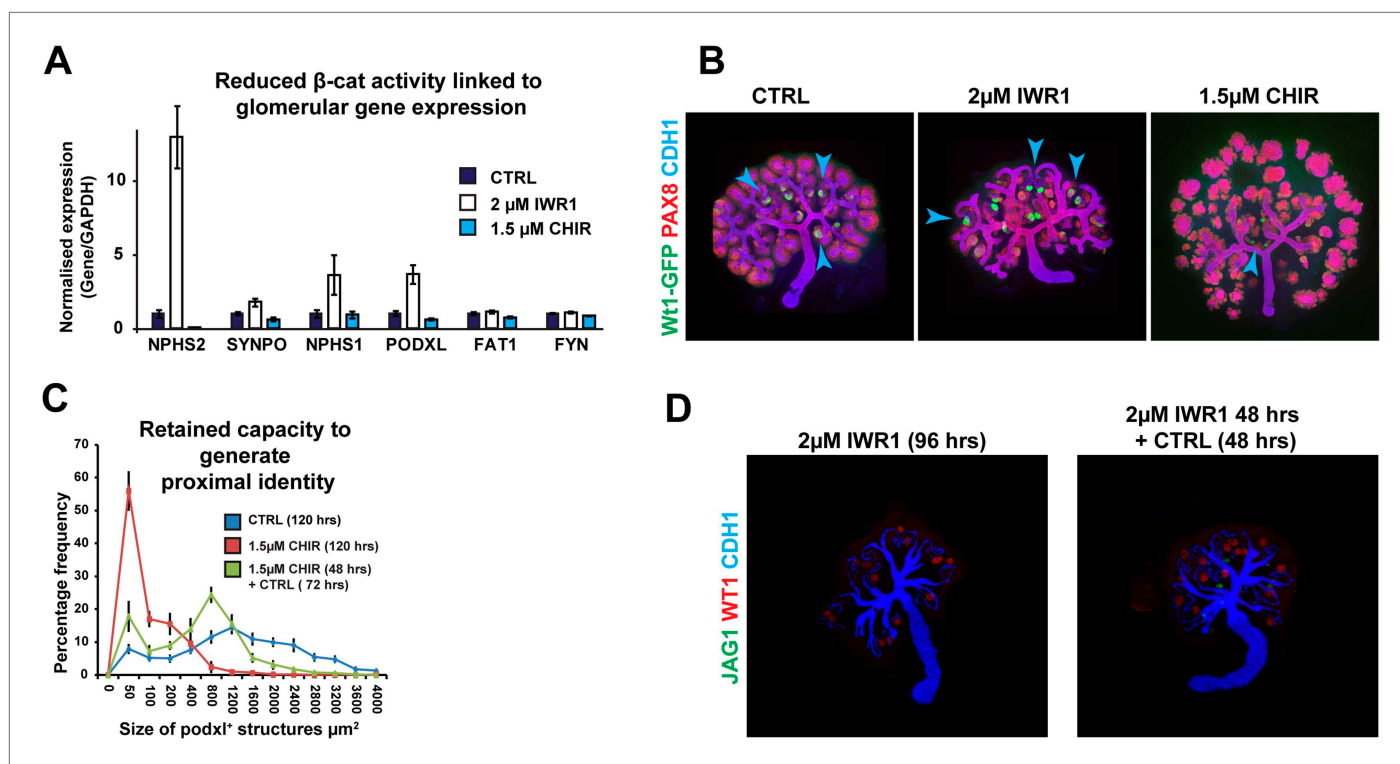 A
Reduced β-cat activity linked to
glomerular gene expression
Normalised expression
(Gene/GAPDH)
10
5
0
CTRL
2 µM IWR1
1.5 µM CHIR
NPHS2 SYNPO NPHS1 PODXL FAT1 FYN
B
CTRL 2µM IWR1 1.5µM CHIR
Wt1-GFP PAX8 CDH1
C
Retained capacity to
generate
proximal identity
Percentage frequency
70
60
50
40
30
20
10
0
CTRL (120 hrs)
1.5µM CHIR (120 hrs)
1.5µM CHIR (48 hrs)
+ CTRL ( 72 hrs)
0 50 100 200 400 800 1200 1600 2000 2400 2800 3200 3600 4000
Size of podxl⁺ structures µm²
D
2µM IWR1 (96 hrs)
2µM IWR1 48 hrs
+ CTRL (48 hrs)
JAG1 WT1 CDH1